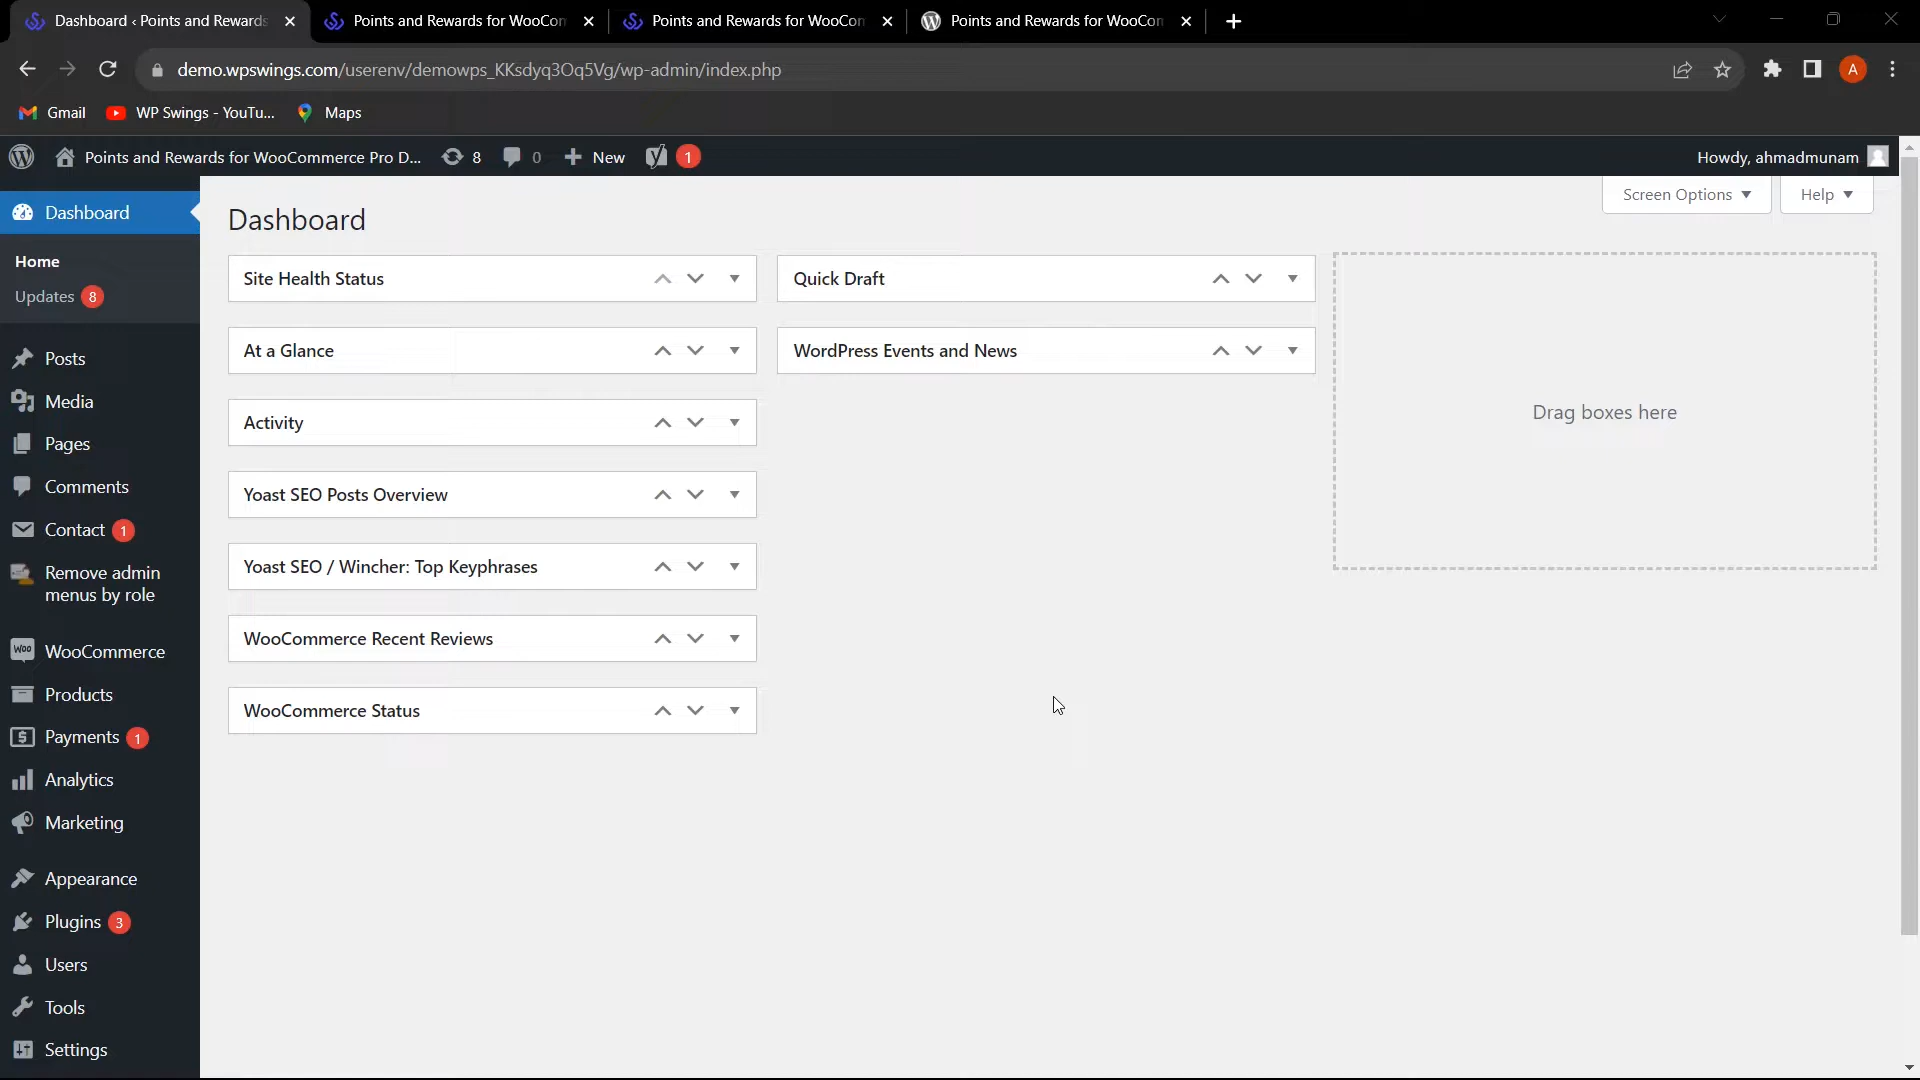 Dashboard ‹ Points and Rewards
Points and Rewards for WooCom
Points and Rewards for WooCom
Points and Rewards for WooCom
demo.wpswings.com/userenv/demowps_KKsdyq3Oq5Vg/wp-admin/index.php
A
Gmail
WP Swings - YouTu...
Maps
Points and Rewards for WooCommerce Pro D...
8
0
New
1
Howdy, ahmadmunam
Dashboard
Home
Updates 8
Posts
Media
Pages
Comments
Contact 1
Remove admin
menus by role
Woo WooCommerce
Products
Payments 1
Analytics
Marketing
Appearance
Plugins 3
Users
Tools
Settings
Screen Options
Help
Dashboard
Site Health Status
At a Glance
Activity
Yoast SEO Posts Overview
Yoast SEO / Wincher: Top Keyphrases
WooCommerce Recent Reviews
WooCommerce Status
Quick Draft
WordPress Events and News
Drag boxes here